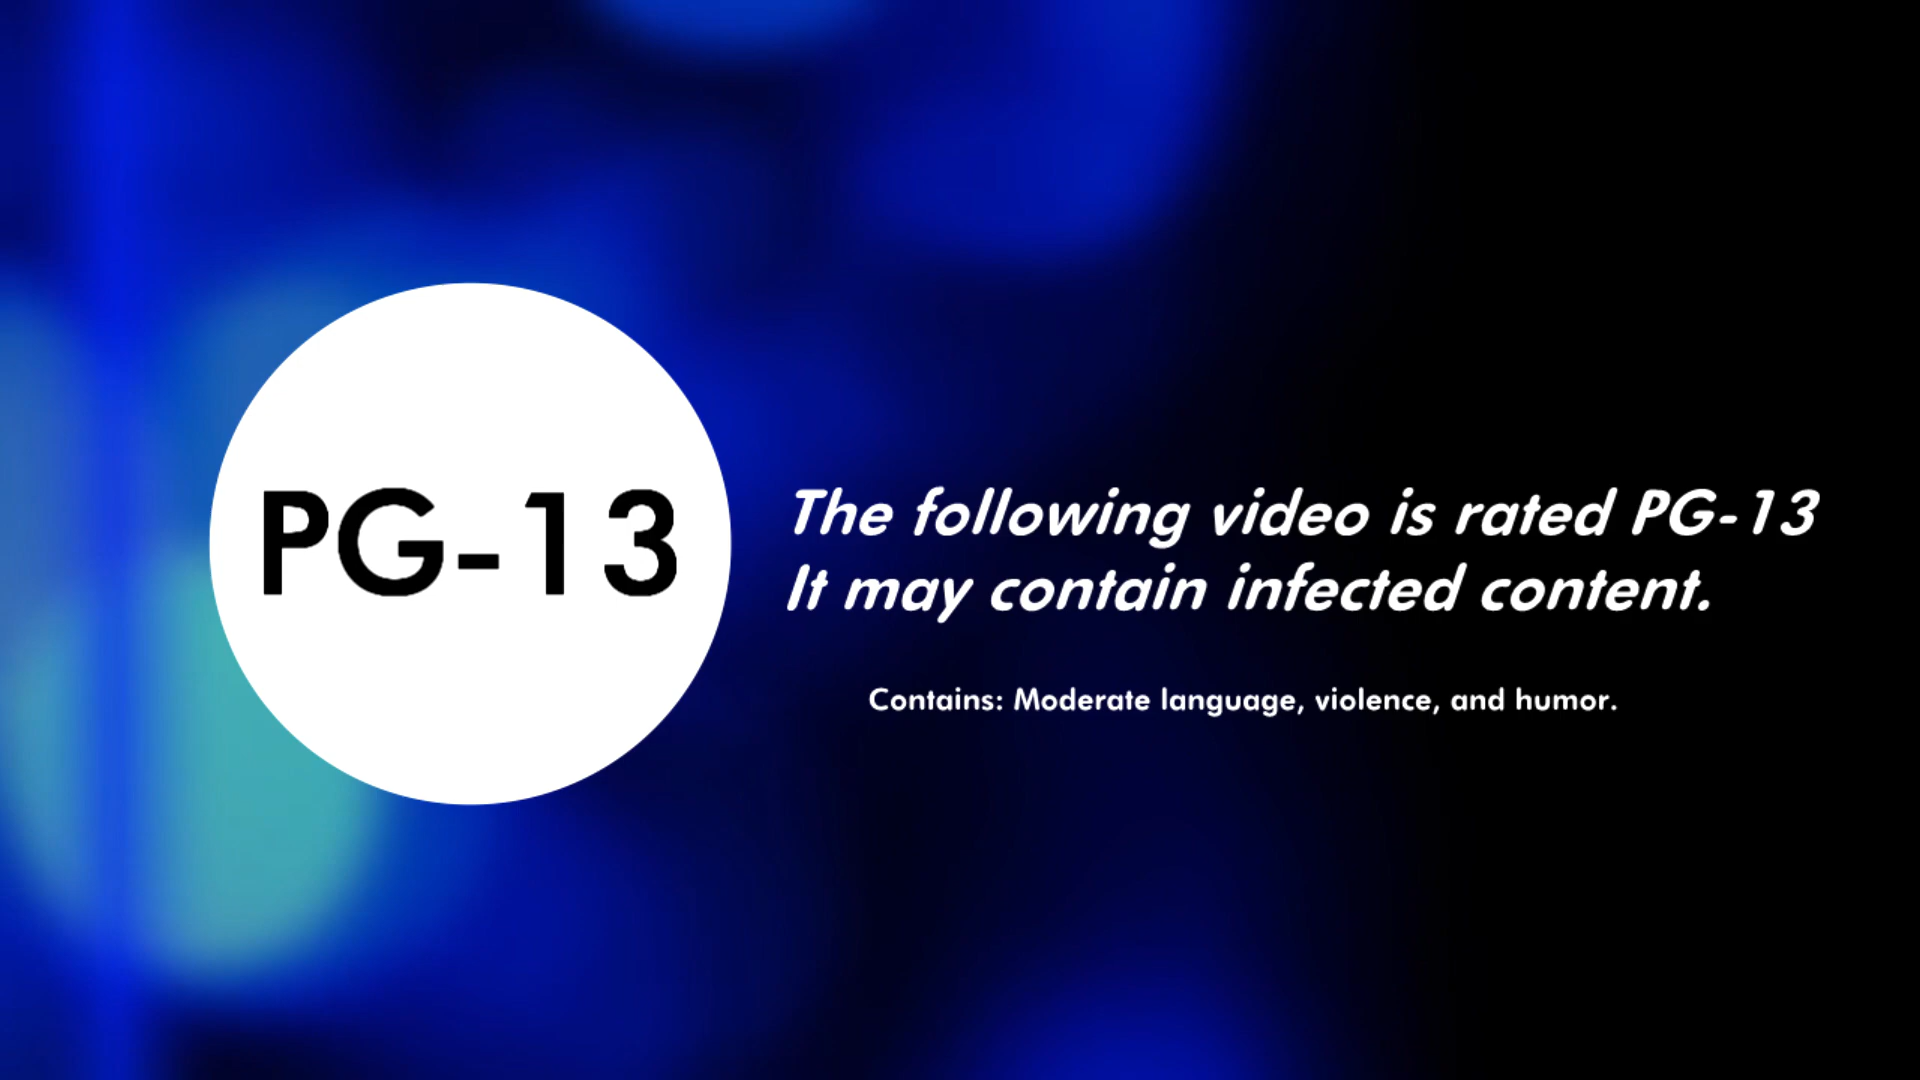 PG-13
The following video is rated PG-13
It may contain infected content.
Contains: Moderate language, violence, and humor.